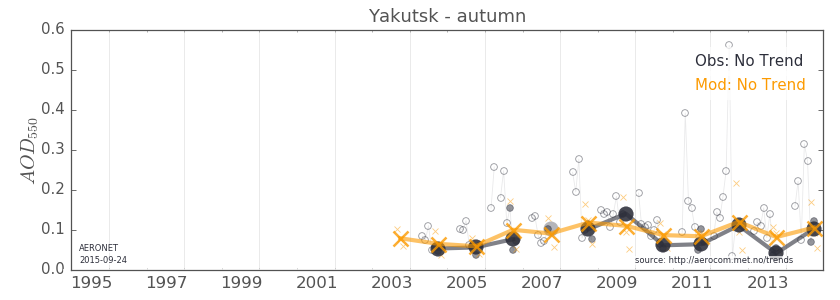 Yakutsk - autumn
0.6
0.5
0.4
0.3
0.2
0.1
0.0
AOD550
Obs: No Trend
Mod: No Trend
AERONET
2015-09-24
source: http://aerocom.met.no/trends
1995 1997 1999 2001 2003 2005 2007 2009 2011 2013